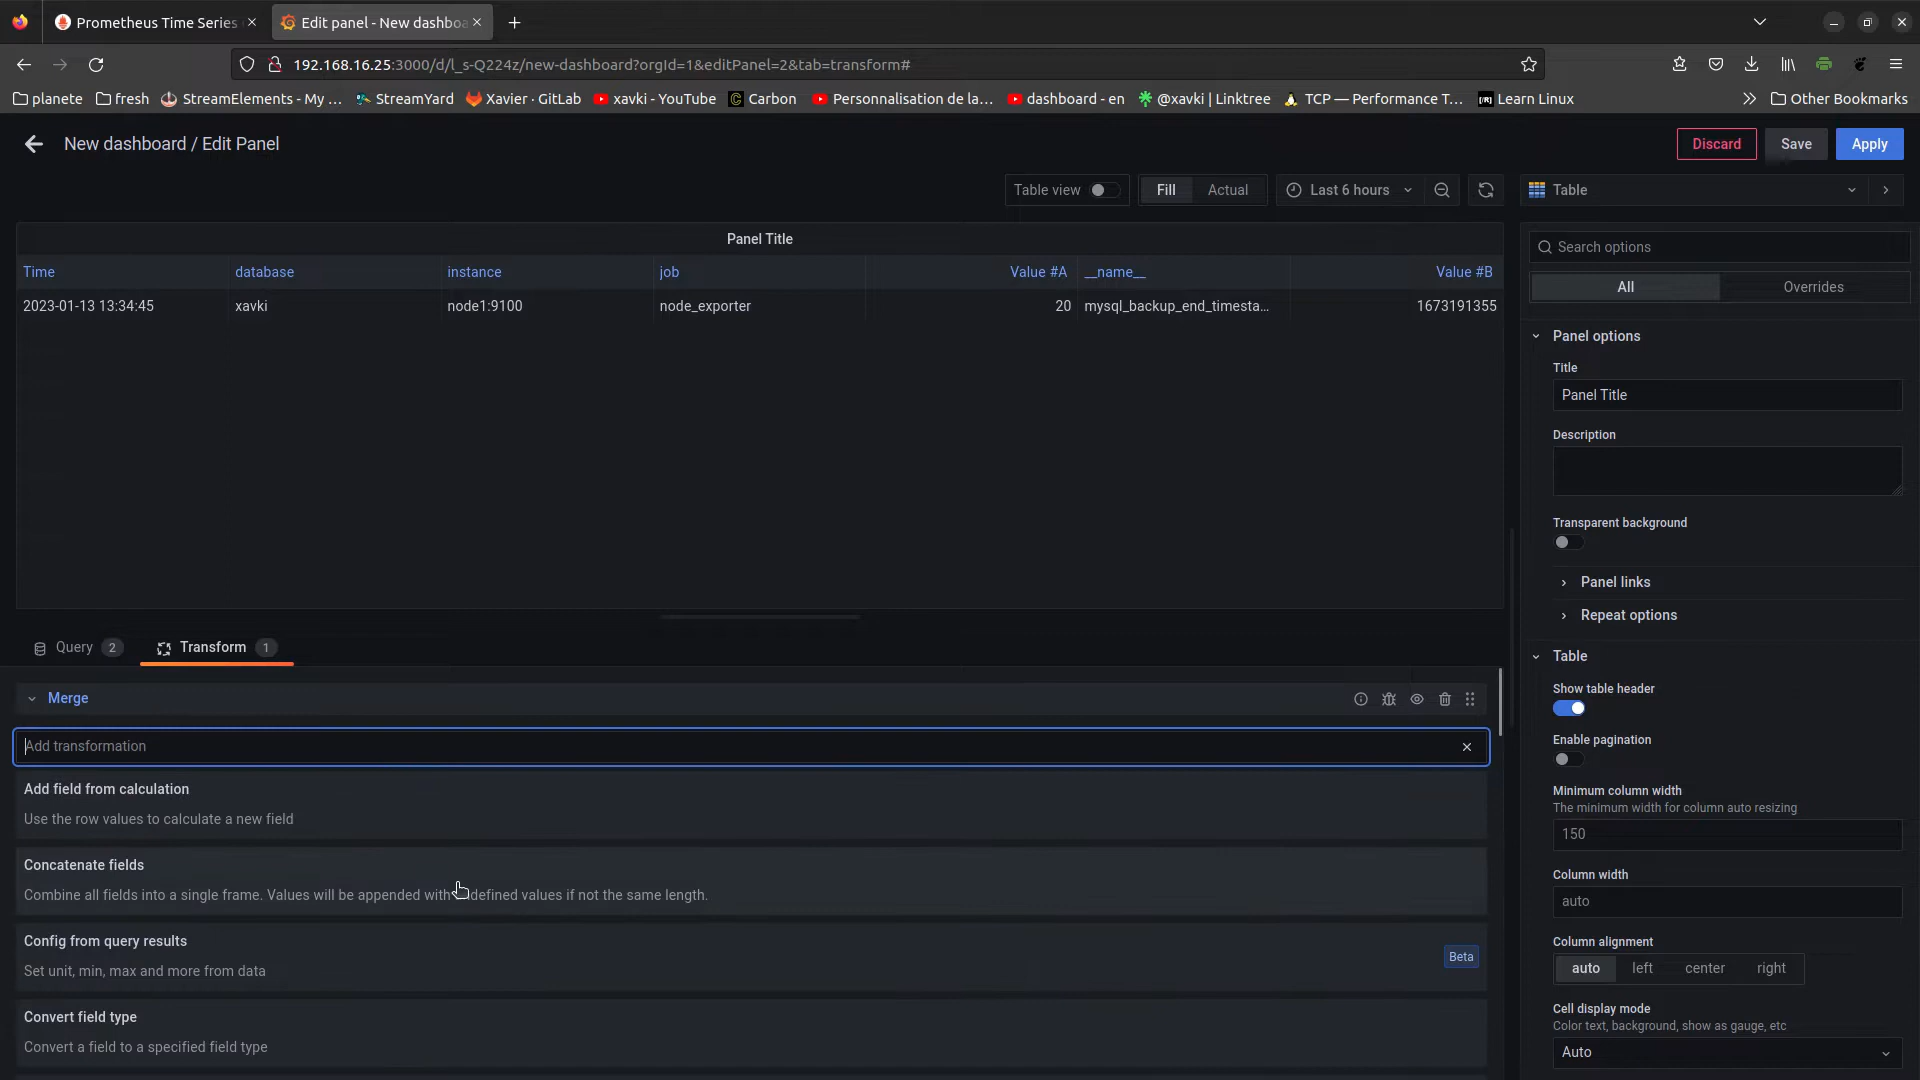 Prometheus Time Series
Edit panel - New dashboa
192.168.16.25:3000/d/l_s-Q224z/new-dashboard?orgId=1&editPanel=2&tab=transform#
planete
fresh
StreamElements - My ...
StreamYard
Xavier · GitLab
xavki - YouTube
Carbon
Personnalisation de la...
dashboard - en
@xavki | Linktree
TCP — Performance T...
Learn Linux
Other Bookmarks
New dashboard / Edit Panel
Discard
Save
Apply
Table view
Fill
Actual
Last 6 hours
Table
Panel Title
Search options
Time database instance job Value #A __name__ Value #B
2023-01-13 13:34:45 xavki node1:9100 node_exporter 20 mysql_backup_end_timesta... 1673191355
All
Overrides
Panel options
Title
Panel Title
Description
Transparent background
Panel links
Repeat options
Query 2
Transform 1
Table
Show table header
Enable pagination
Minimum column width
The minimum width for column auto resizing
150
Column width
auto
Column alignment
auto left center right
Cell display mode
Color text, background, show as gauge, etc
Auto
Merge
Add transformation
Add field from calculation
Use the row values to calculate a new field
Concatenate fields
Combine all fields into a single frame. Values will be appended with defined values if not the same length.
Config from query results
Set unit, min, max and more from data
Beta
Convert field type
Convert a field to a specified field type